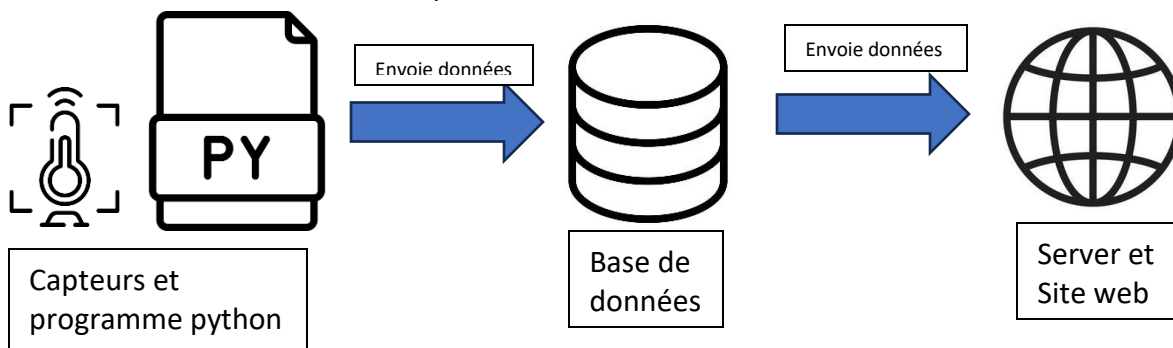 Envoie données
Envoie données
PY
Capteurs et
programme python
Base de
données
Server et
Site web